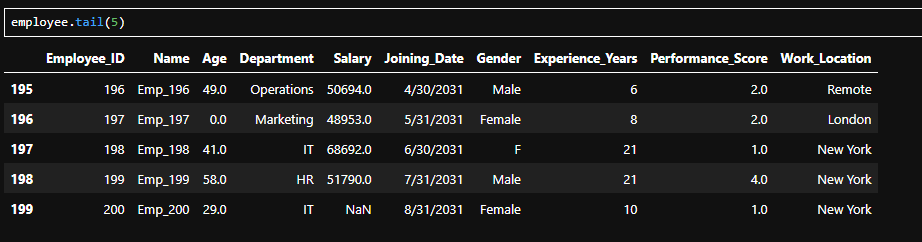 employee.tail(5)
Employee_ID Name Age Department Salary Joining_Date Gender Experience_Years Performance_Score Work_Location
195 196 Emp_196 49.0 Operations 50694.0 4/30/2031 Male 6 2.0 Remote
196 197 Emp_197 0.0 Marketing 48953.0 5/31/2031 Female 8 2.0 London
197 198 Emp_198 41.0 IT 68692.0 6/30/2031 F 21 1.0 New York
198 199 Emp_199 58.0 HR 51790.0 7/31/2031 Male 21 4.0 New York
199 200 Emp_200 29.0 IT NaN 8/31/2031 Female 10 1.0 New York